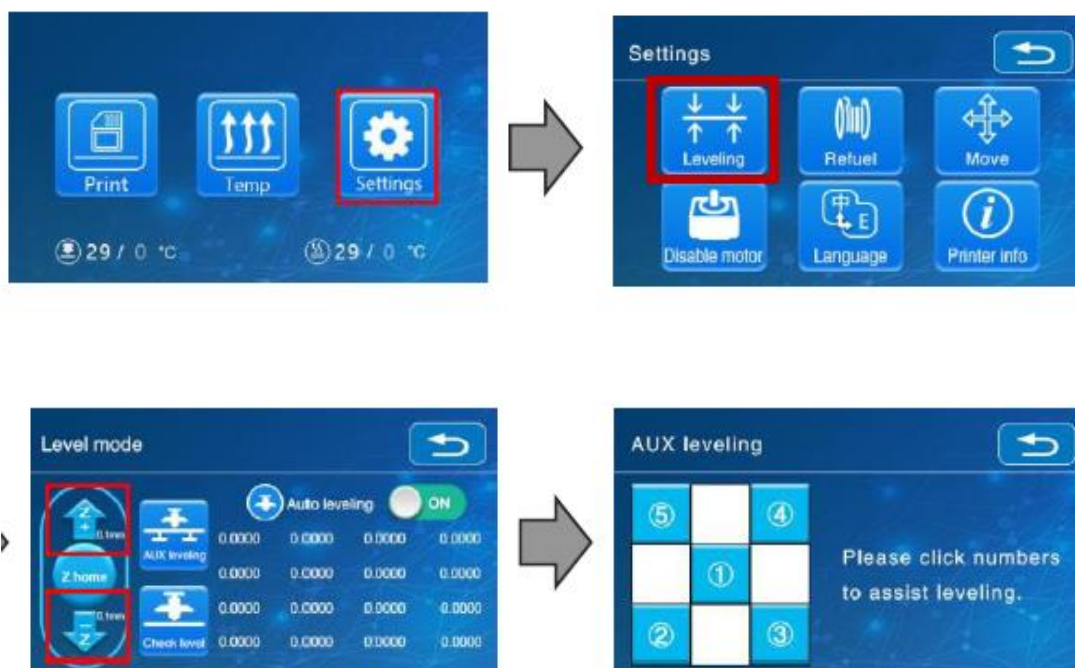 Print
Temp
Settings
29 / 0 °C
29 / 0 °C
Settings
Leveling
Refuel
Move
中
E
Disable motor
Language
i
Printer info
Level mode
Auto leveling
ON
Z
+
0.1mm
Z home
0.1mm
Z
AUX leveling
Check level
0.0000 0.0000 0.0000 0.0000
0.0000 0.0000 0.0000 0.0000
0.0000 0.0000 0.0000 0.0000
0.0000 0.0000 0.0000 0.0000
AUX leveling
⑤ ④
①
② ③
Please click numbers
to assist leveling.